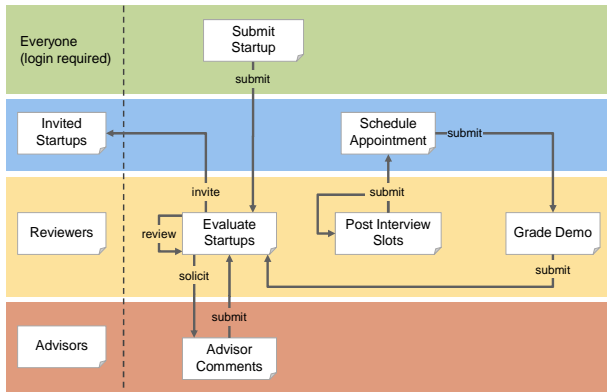 Everyone
(login required)
Submit
Startup
submit
Invited
Startups
Schedule
Appointment
submit
invite
submit
Reviewers
review
Evaluate
Startups
Post Interview
Slots
Grade Demo
solicit
submit
submit
Advisors
Advisor
Comments